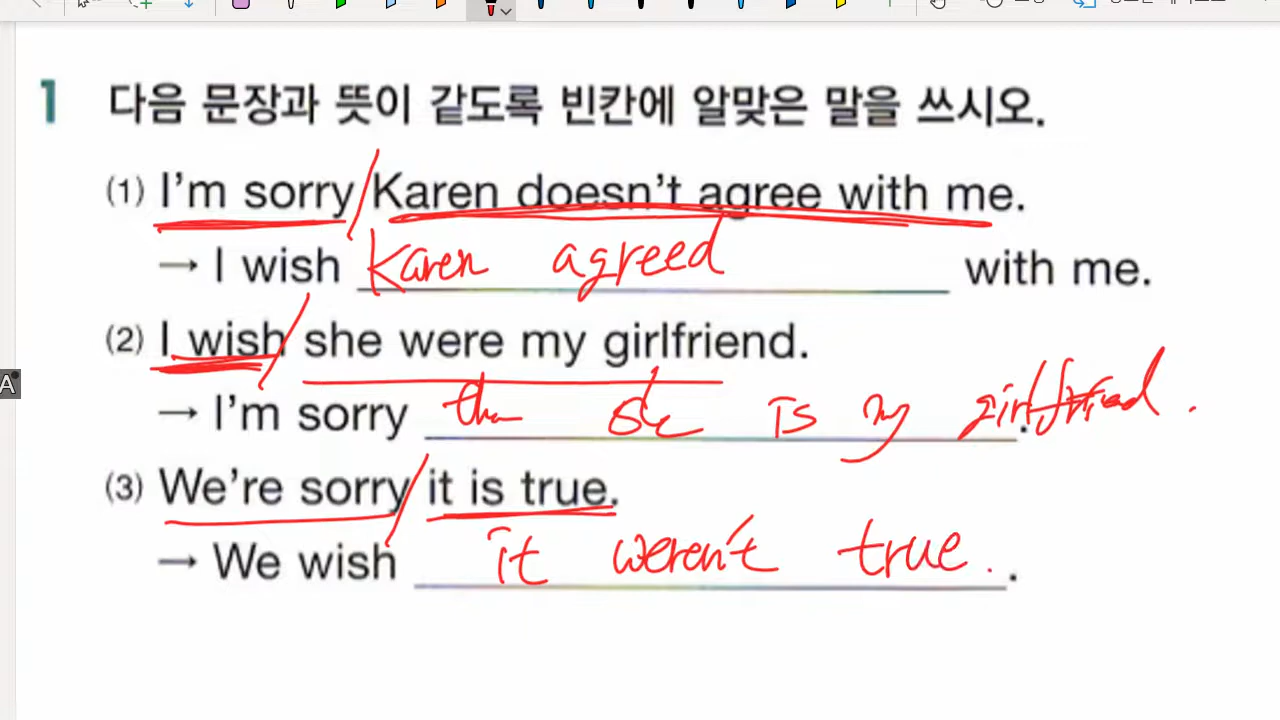 1 다음 문장과 뜻이 같도록 빈칸에 알맞은 말을 쓰시오.
(1) I'm sorry / Karen doesn't agree with me.
→ I wish Karen agreed with me.
(2) I wish / she were my girlfriend.
→ I'm sorry she is my girlfriend.
(3) We're sorry / it is true.
→ We wish it weren't true..
A